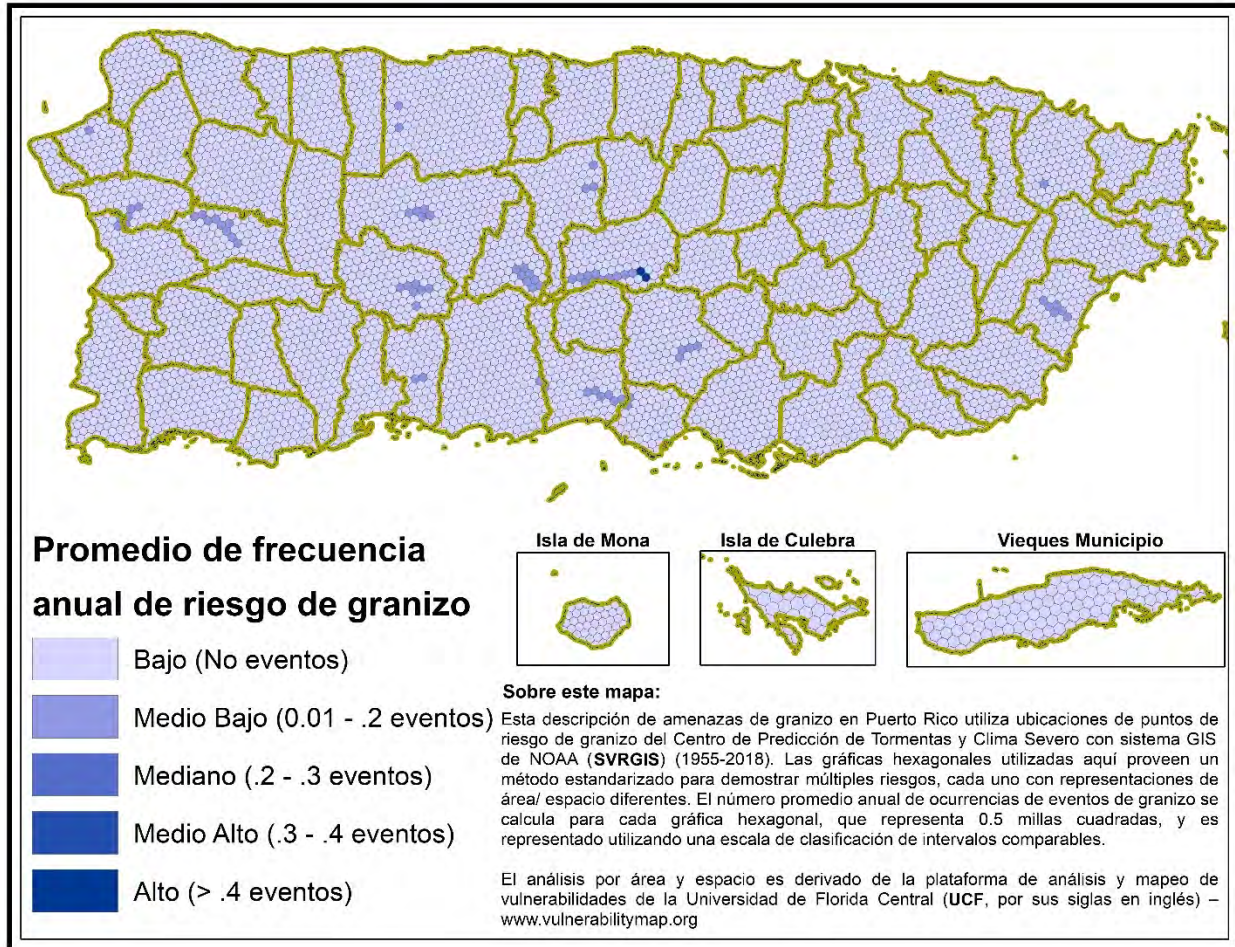 Isla de Mona
Isla de Culebra
Vieques Municipio
Promedio de frecuencia
anual de riesgo de granizo
Bajo (No eventos)
Medio Bajo (0.01 - .2 eventos)
Mediano (.2 - .3 eventos)
Medio Alto (.3 - .4 eventos)
Alto (> .4 eventos)
Sobre este mapa:
Esta descripción de amenazas de granizo en Puerto Rico utiliza ubicaciones de puntos de
riesgo de granizo del Centro de Predicción de Tormentas y Clima Severo con sistema GIS
de NOAA (SVRGIS) (1955-2018). Las gráficas hexagonales utilizadas aquí proveen un
método estandarizado para demostrar múltiples riesgos, cada uno con representaciones de
área/ espacio diferentes. El número promedio anual de ocurrencias de eventos de granizo se
calcula para cada gráfica hexagonal, que representa 0.5 millas cuadradas, y es
representado utilizando una escala de clasificación de intervalos comparables.
El análisis por área y espacio es derivado de la plataforma de análisis y mapeo de
vulnerabilidades de la Universidad de Florida Central (UCF, por sus siglas en inglés) –
www.vulnerabilitymap.org